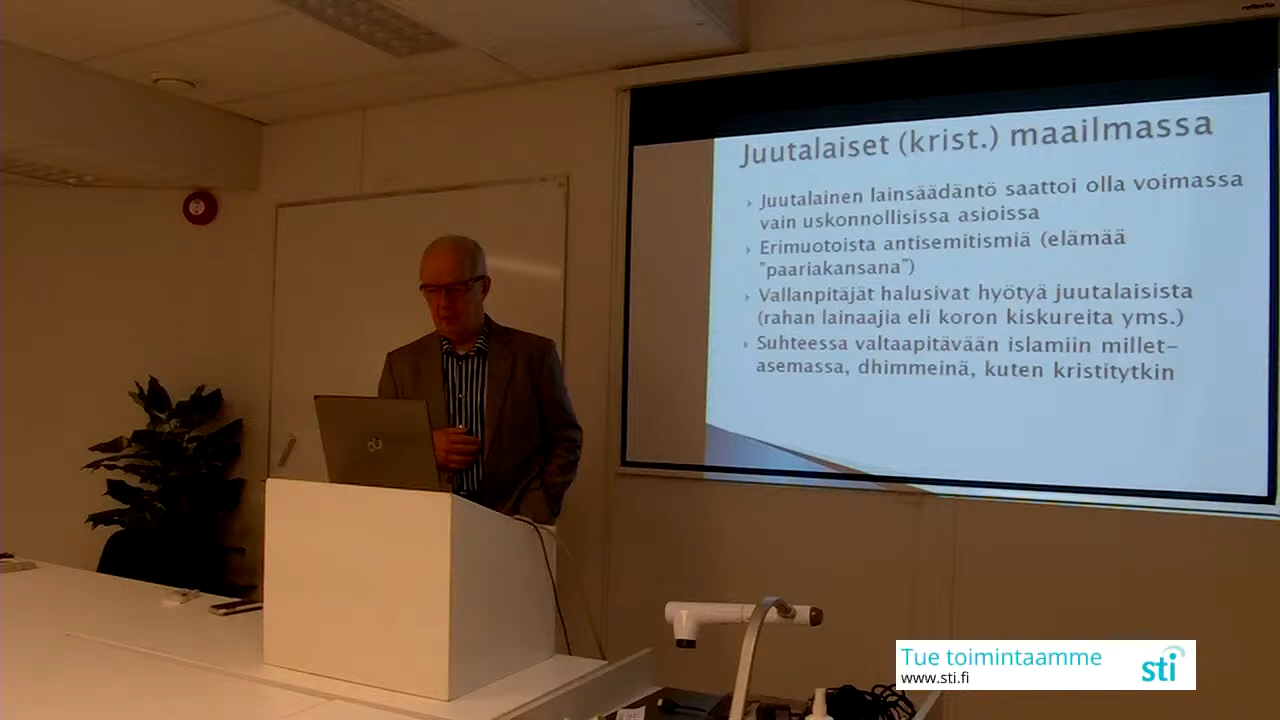 reflecta
Juutalaiset (krist.) maailmassa
Juutalainen lainsäädäntö saattoi olla voimassa
vain uskonnollisissa asioissa
Erimuotoista antisemitismiä (elämää
"paariakansana")
Vallanpitäjät halusivat hyötyä juutalaisista
(rahan lainaajia eli koron kiskureita yms.)
Suhteessa valtaapitävään islamiin millet-
asemassa, dhimmeinä, kuten kristitytkin
Tue toimintaamme
www.sti.fi
sti